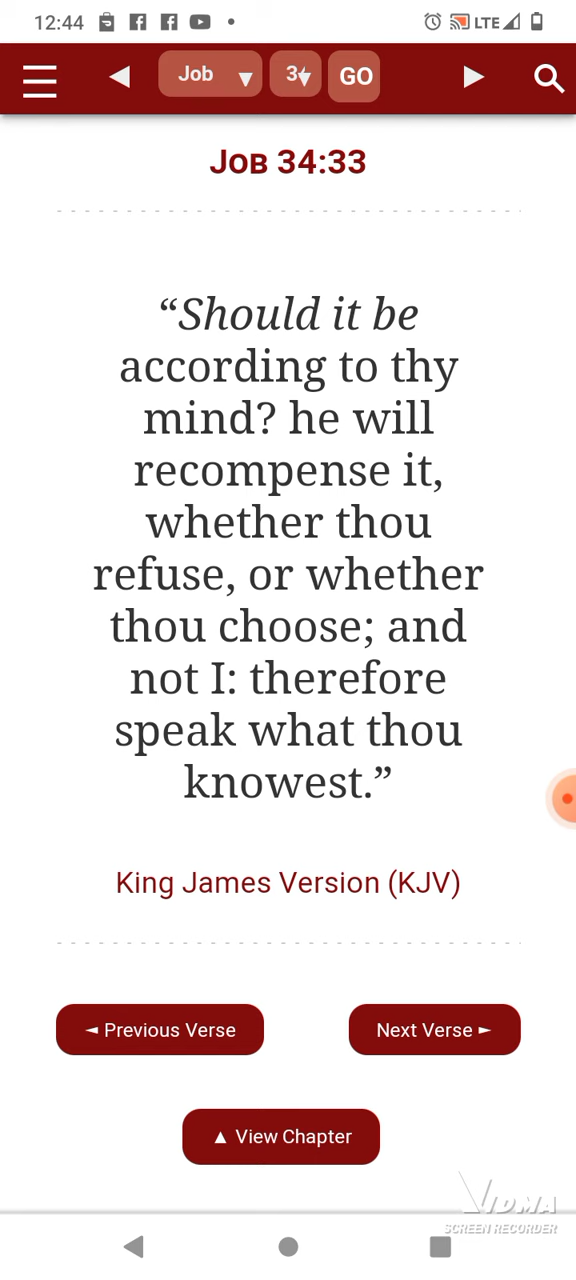 12:44 LTE
Job 3 GO
Job 34:33
“Should it be
according to thy
mind? he will
recompense it,
whether thou
refuse, or whether
thou choose; and
not I: therefore
speak what thou
knowest.”
King James Version (KJV)
◄ Previous Verse Next Verse ►
▲ View Chapter
VIDMA
SCREEN RECORDER